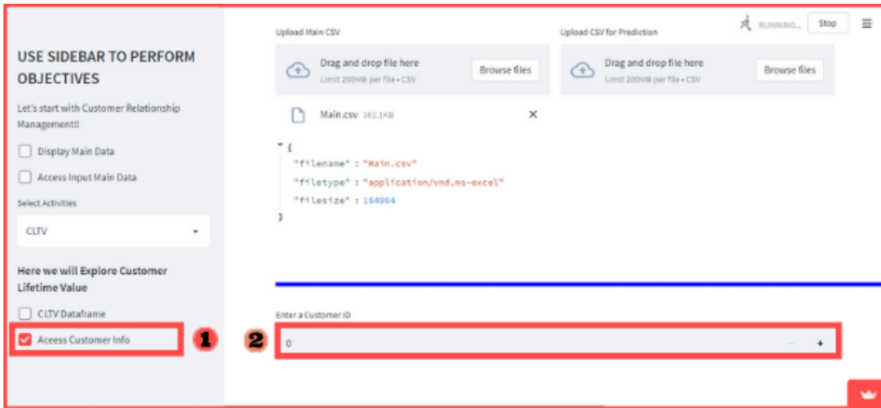 USE SIDEBAR TO PERFORM
OBJECTIVES
Let's start with Customer Relationship
Management!!
Display Main Data
Access Input Main Data
Select Activities
CLTV
Here we will Explore Customer
Lifetime Value
CLTV Dataframe
Aceess Customer Info
1
RUNNING...
Stop
Upload Main CSV
Drag and drop file here
Limit 200MB per file • CSV
Browse files
Main.csv 161.1KB
Upload CSV for Prediction
Drag and drop file here
Limit 200MB per file • CSV
Browse files
{
"filename" : "Main.csv"
"filetype" : "application/vnd.ms-excel"
"filesize" : 164994
}
Enter a Customer ID
2
0
- +